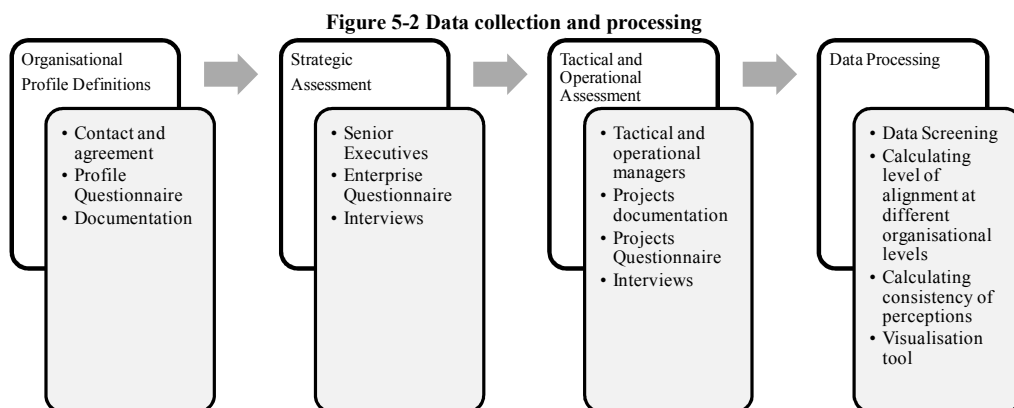 Figure 5-2 Data collection and processing
Organisational
Profile Definitions
• Contact and
agreement
• Profile
Questionnaire
• Documentation
Strategic
Assessment
• Senior
Executives
• Enterprise
Questionnaire
• Interviews
Tactical and
Operational
Assessment
• Tactical and
operational
managers
• Projects
documentation
• Projects
Questionnaire
• Interviews
Data Processing
• Data Screening
• Calculating
level of
alignment at
different
organisational
levels
• Calculating
consistency of
perceptions
• Visualisation
tool